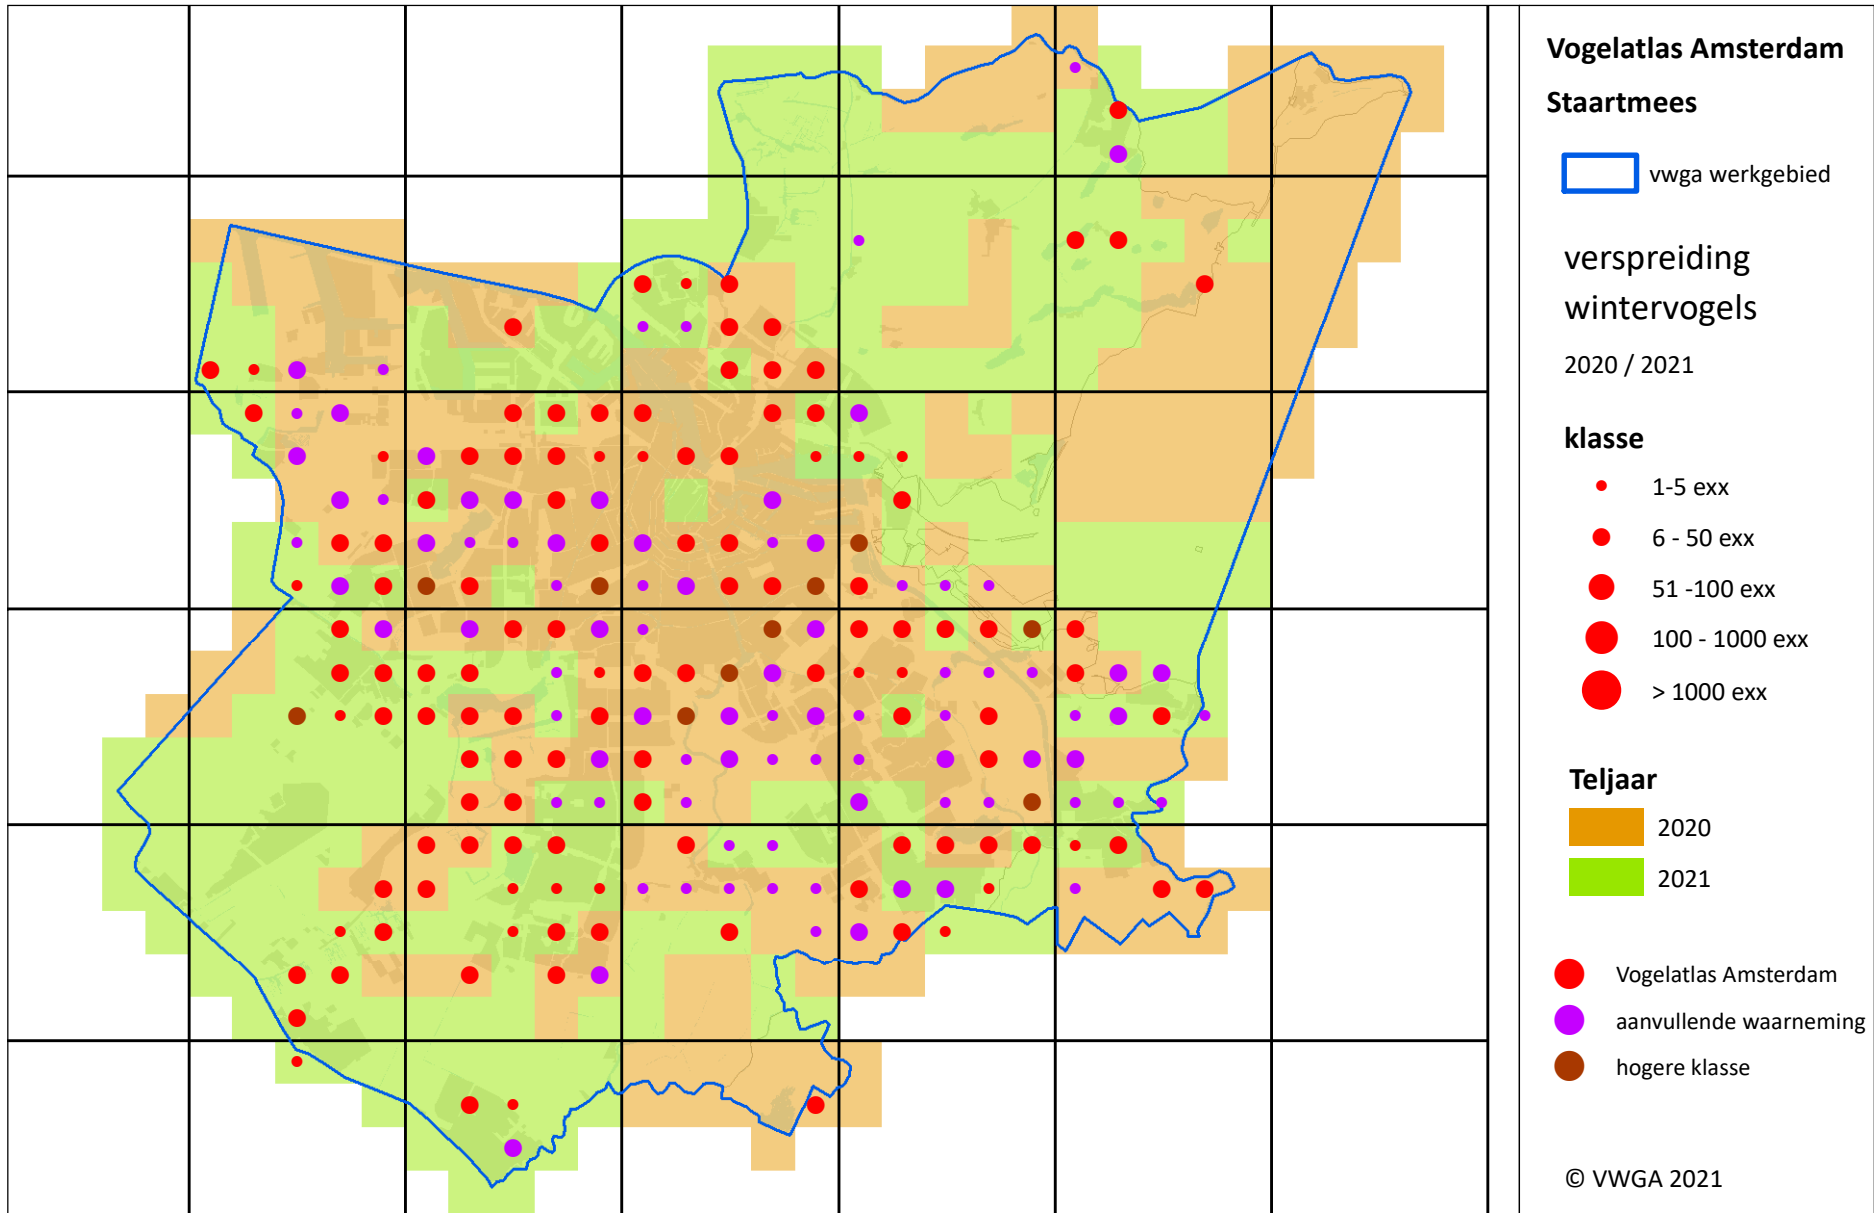 Vogelatlas Amsterdam
Staartmees
vwga werkgebied
verspreiding
wintervogels
2020 / 2021
klasse
1-5 exx
6 - 50 exx
51 -100 exx
100 - 1000 exx
> 1000 exx
Teljaar
2020
2021
Vogelatlas Amsterdam
aanvullende waarneming
hogere klasse
© VWGA 2021